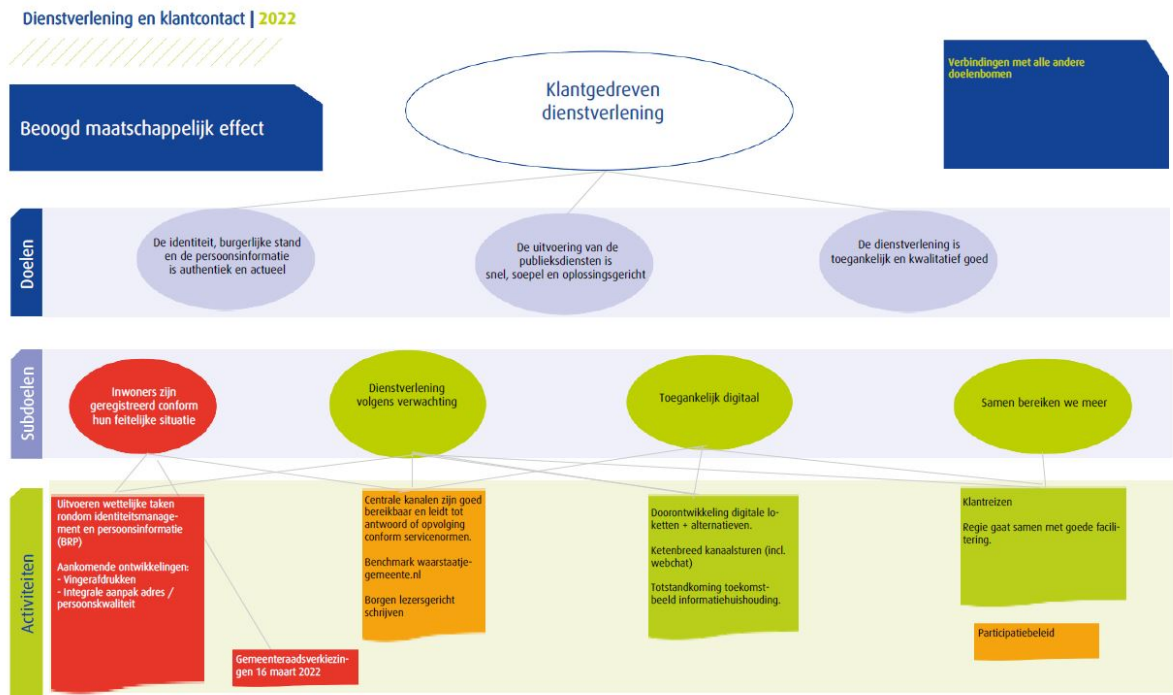 Dienstverlening en klantcontact | 2022
Beoogd maatschappelijk effect
Klantgedreven
dienstverlening
Verbindingen met alle andere
doelenbomen
Doelen
De identiteit, burgerlijke stand
en de persoonsinformatie
is authentiek en actueel
De uitvoering van de
publieksdiensten is
snel, soepel en oplossingsgericht
De dienstverlening is
toegankelijk en kwalitatief goed
Subdoelen
Inwoners zijn
geregistreerd conform
hun feitelijke situatie
Dienstverlening
volgens verwachting
Toegankelijk digitaal
Samen bereiken we meer
Activiteiten
Uitvoeren wettelijke taken
rondom identiteitsmanage-
ment en persoonsinformatie
(BRP)
Aankomende ontwikkelingen:
- Vingerafdrukken
- Integrale aanpak adres /
persoonskwaliteit
Gemeenteraadsverkiezin-
gen 16 maart 2022
Centrale kanalen zijn goed
bereikbaar en leidt tot
antwoord of opvolging
conform servicenormen.
Benchmark waarstaatje-
gemeente.nl
Borgen lezersgericht
schrijven
Doorontwikkeling digitale lo-
ketten + alternatieven.
Ketenbreed kanaalsturen (incl.
webchat)
Totstandkoming toekomst-
beeld informatiehuishouding.
Klantreizen
Regie gaat samen met goede facili-
tering.
Participatiebeleid